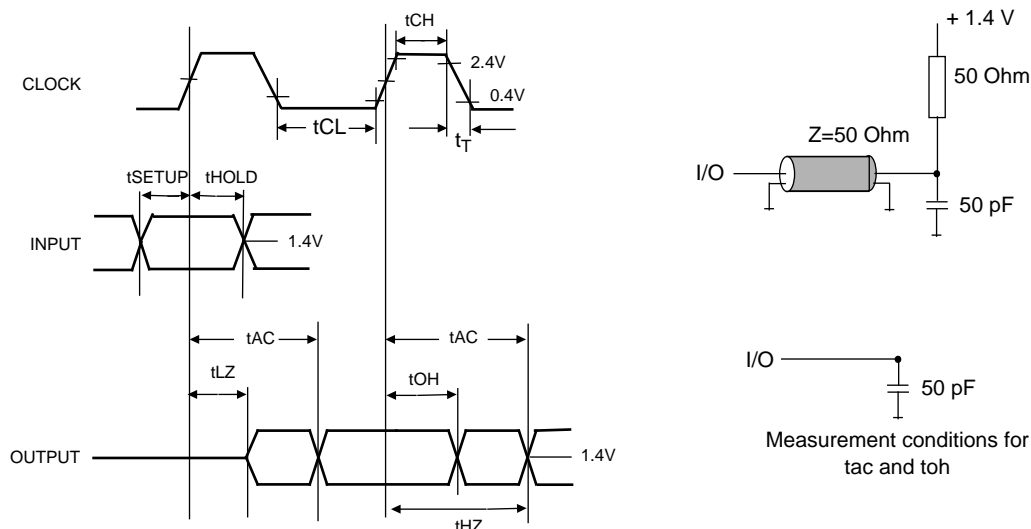 tCH
CLOCK
2.4V
0.4V
tCL
tT
tSETUP
tHOLD
INPUT
1.4V
tAC
tAC
tLZ
tOH
OUTPUT
1.4V
tHZ
+ 1.4 V
50 Ohm
Z=50 Ohm
I/O
50 pF
I/O
50 pF
Measurement conditions for
tac and toh